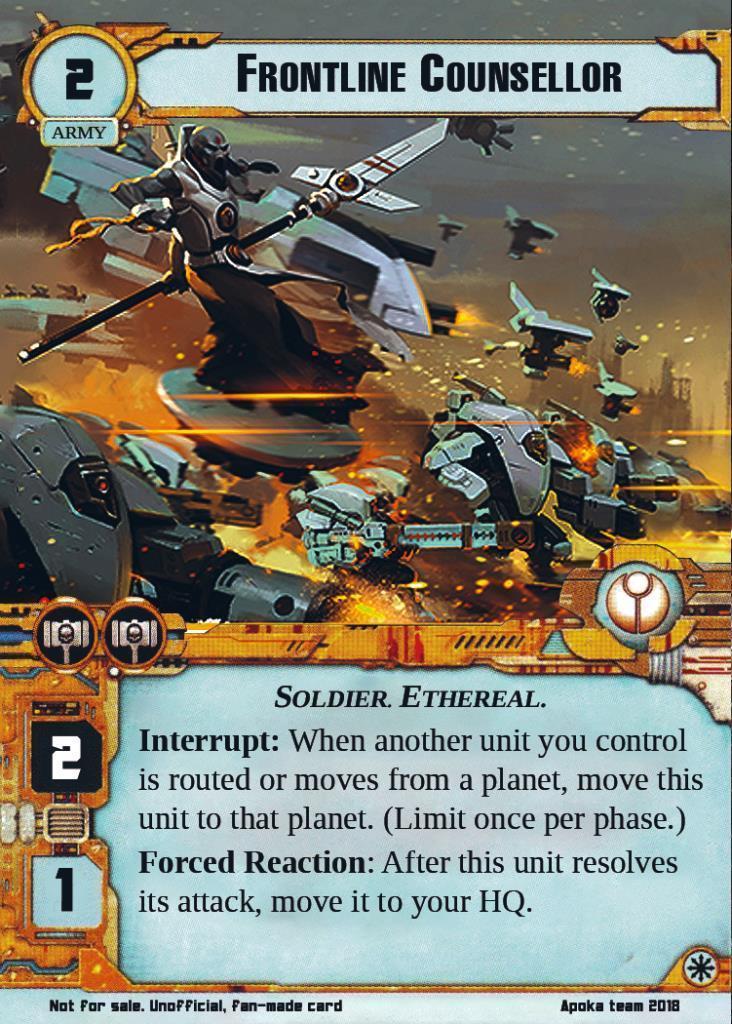 2
FRONTLINE COUNSELLOR
ARMY
SOLDIER. ETHEREAL.
Interrupt: When another unit you control
is routed or moves from a planet, move this
unit to that planet. (Limit once per phase.)
Forced Reaction: After this unit resolves
its attack, move it to your HQ.
2
1
Not for sale. Unofficial, fan-made card
Apoka team 2018